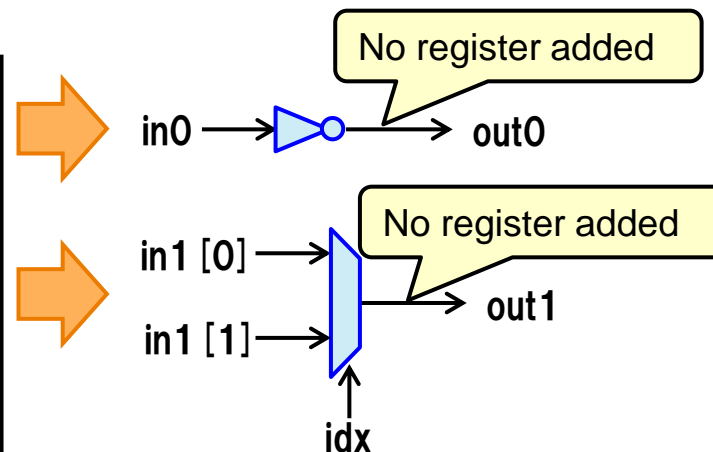 No register added
in0
out0
No register added
in1 [0]
out1
in1 [1]
idx